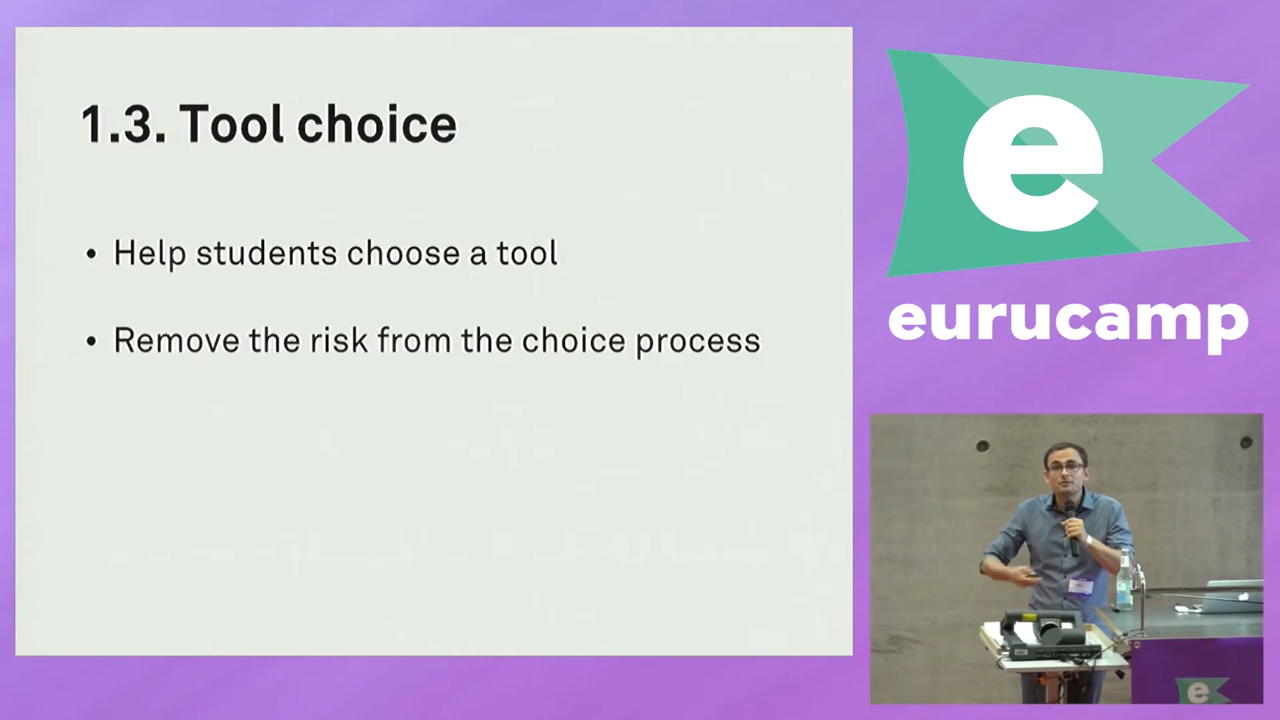 1.3. Tool choice
• Help students choose a tool
• Remove the risk from the choice process
e
eurucamp
e